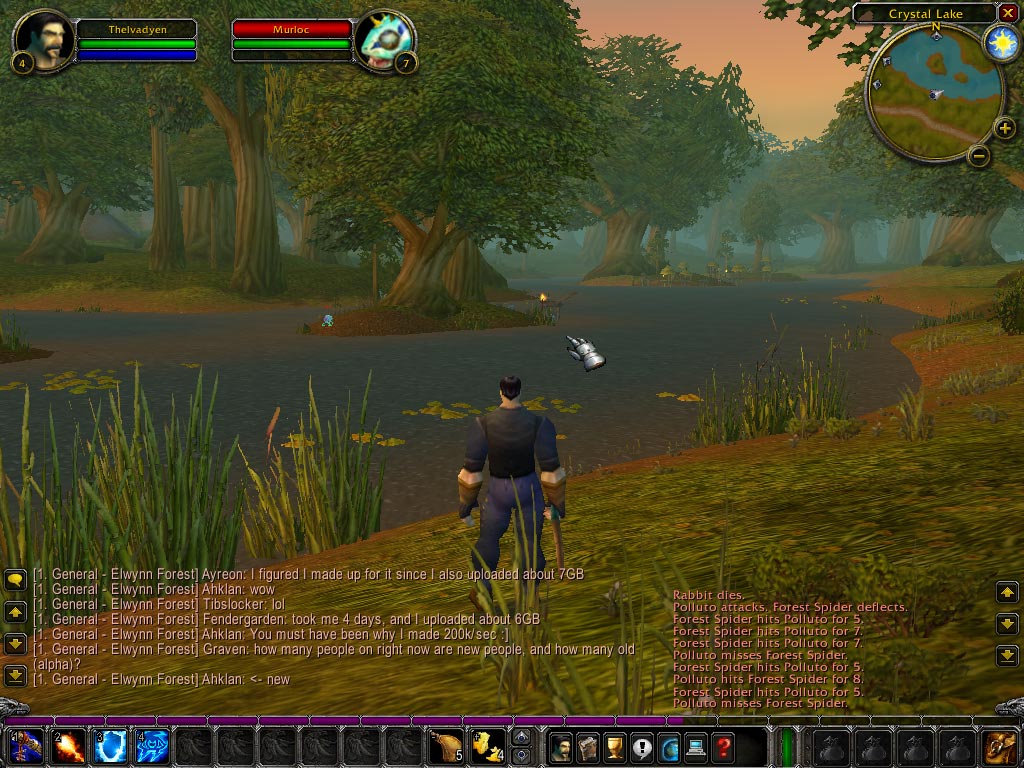 Thelvadyen
4
Murloc
7
Crystal Lake
N
[1. General - Elwynn Forest] Ayreon: I figured I made up for it since I also uploaded about 7GB
[1. General - Elwynn Forest] Ahklan: wow
[1. General - Elwynn Forest] Tibslocker: lol
[1. General - Elwynn Forest] Fendergarden: took me 4 days, and I uploaded about 6GB
[1. General - Elwynn Forest] Ahklan: You must have been why I made 200k/sec :]
[1. General - Elwynn Forest] Graven: how many people on right now are new people, and how many old
(alpha)?
[1. General - Elwynn Forest] Ahklan: <- new
Rabbit dies.
Polluto attacks. Forest Spider deflects.
Forest Spider hits Polluto for 5.
Forest Spider hits Polluto for 7.
Forest Spider hits Polluto for 7.
Polluto misses Forest Spider.
Forest Spider hits Polluto for 5.
Polluto hits Forest Spider for 8.
Forest Spider hits Polluto for 5.
Polluto misses Forest Spider.
1 2 3 4 5 4